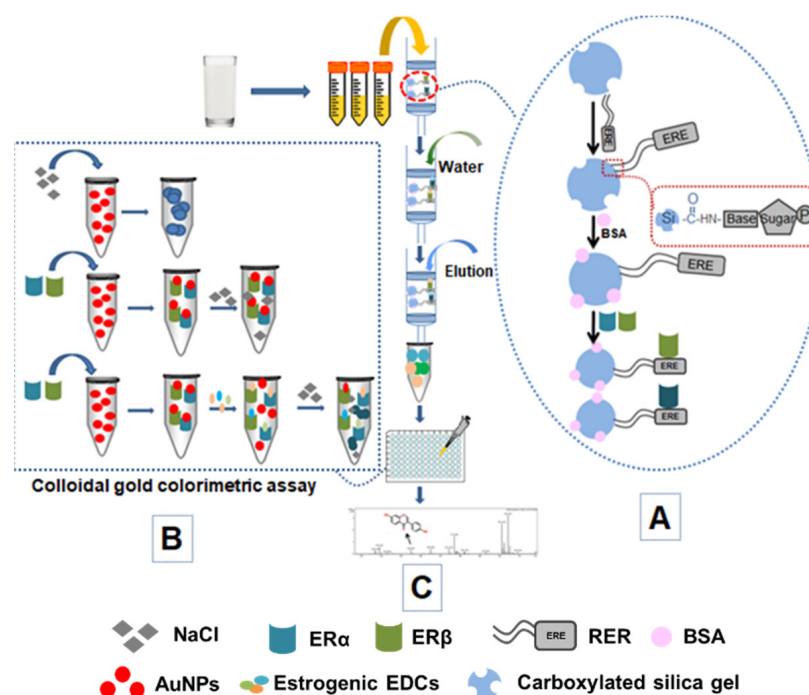 Water
Elution
ERE
ERE
Si
O
C
HN
Base
Sugar
P
BSA
ERE
ERE
ERE
Colloidal gold colorimetric assay
B
C
A
NaCl
ERα
ERβ
ERE
RER
BSA
AuNPs
Estrogenic EDCs
Carboxylated silica gel